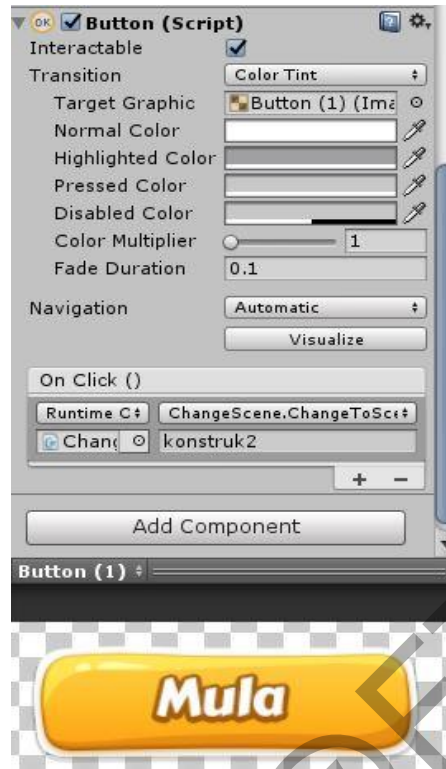 OK Button (Script)
Interactable
Transition Color Tint
Target Graphic Button (1) (Ima
Normal Color
Highlighted Color
Pressed Color
Disabled Color
Color Multiplier 1
Fade Duration 0.1
Navigation Automatic
Visualize
On Click ()
Runtime C ChangeScene.ChangeToSce
Chang konstruk2
+ −
Add Component
Button (1)
Mula